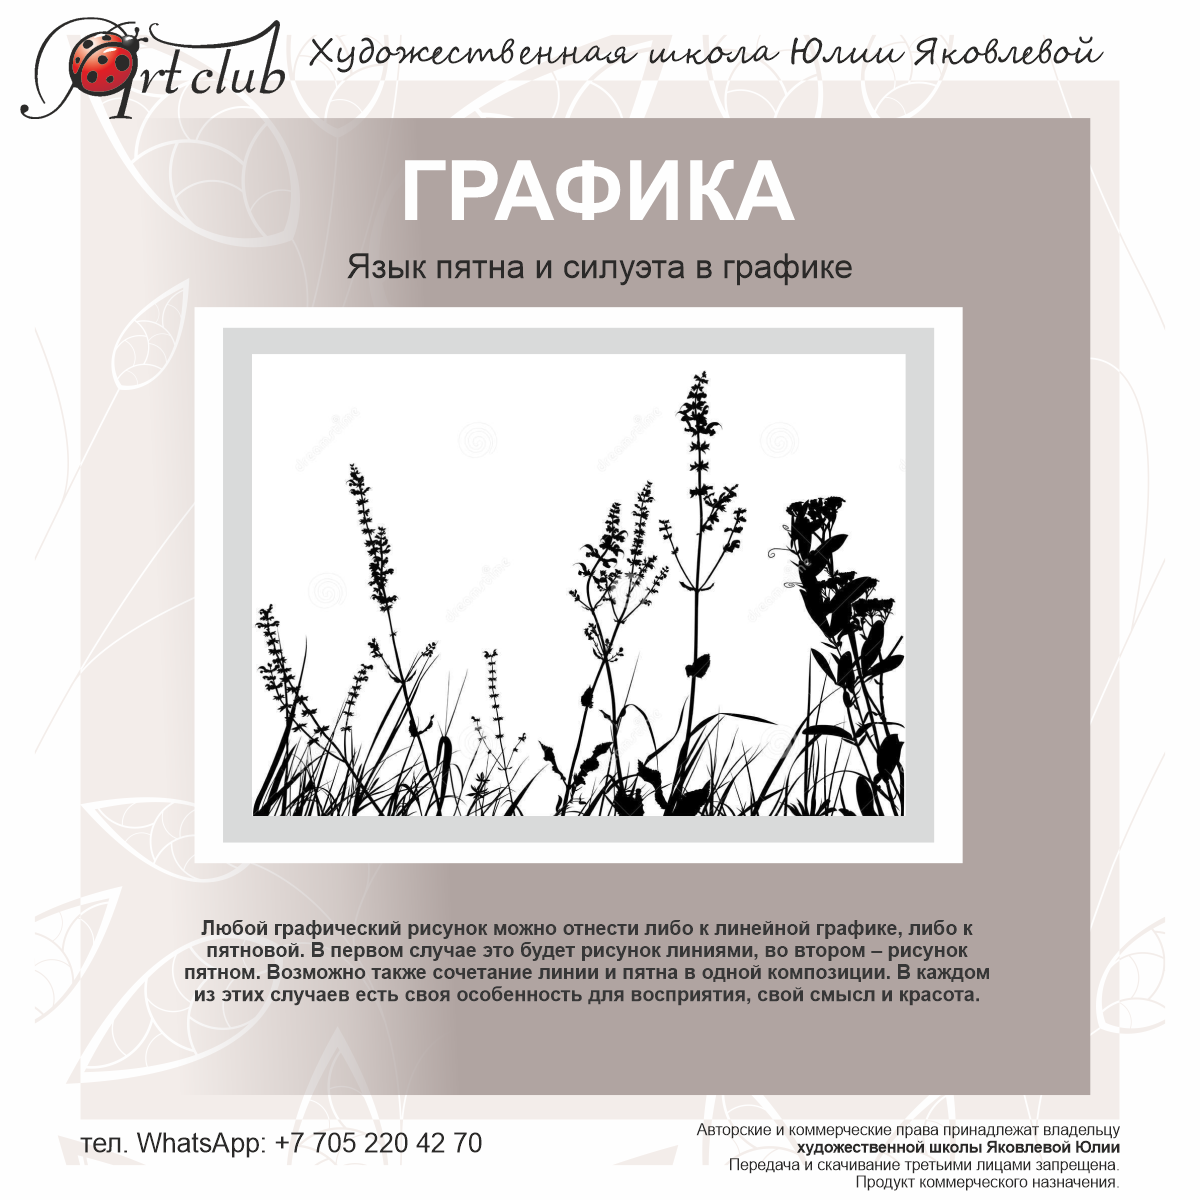 Art club
Художественная школа Юлии Яковлевой
ГРАФИКА
Язык пятна и силуэта в графике
Любой графический рисунок можно отнести либо к линейной графике, либо к
пятновой. В первом случае это будет рисунок линиями, во втором – рисунок
пятном. Возможно также сочетание линии и пятна в одной композиции. В каждом
из этих случаев есть своя особенность для восприятия, свой смысл и красота.
тел. WhatsApp: +7 705 220 42 70
Авторские и коммерческие права принадлежат владельцу
художественной школы Яковлевой Юлии
Передача и скачивание третьими лицами запрещена.
Продукт коммерческого назначения.